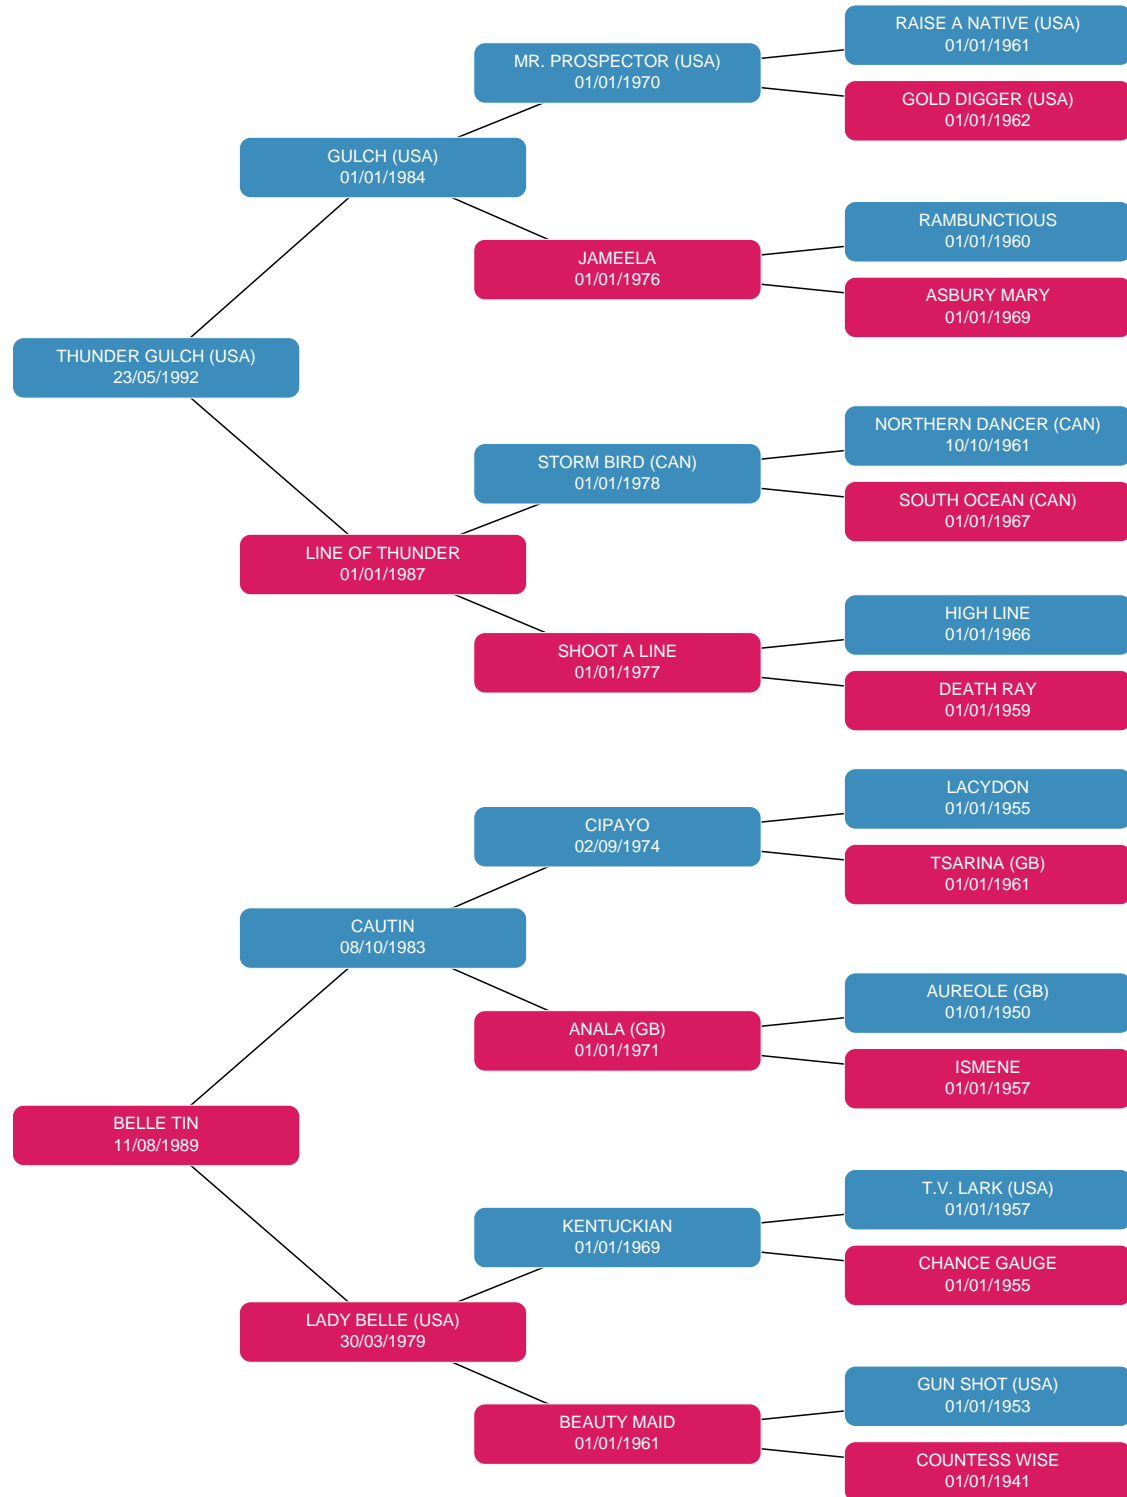 RAISE A NATIVE (USA)
01/01/1961
MR. PROSPECTOR (USA)
01/01/1970
GOLD DIGGER (USA)
01/01/1962
GULCH (USA)
01/01/1984
RAMBUNCTIOUS
01/01/1960
JAMEELA
01/01/1976
ASBURY MARY
01/01/1969
THUNDER GULCH (USA)
23/05/1992
NORTHERN DANCER (CAN)
10/10/1961
STORM BIRD (CAN)
01/01/1978
SOUTH OCEAN (CAN)
01/01/1967
LINE OF THUNDER
01/01/1987
HIGH LINE
01/01/1966
SHOOT A LINE
01/01/1977
DEATH RAY
01/01/1959
LACYDON
01/01/1955
CIPAYO
02/09/1974
TSARINA (GB)
01/01/1961
CAUTIN
08/10/1983
AUREOLE (GB)
01/01/1950
ANALA (GB)
01/01/1971
ISMENE
01/01/1957
BELLE TIN
11/08/1989
T.V. LARK (USA)
01/01/1957
KENTUCKIAN
01/01/1969
CHANCE GAUGE
01/01/1955
LADY BELLE (USA)
30/03/1979
GUN SHOT (USA)
01/01/1953
BEAUTY MAID
01/01/1961
COUNTESS WISE
01/01/1941